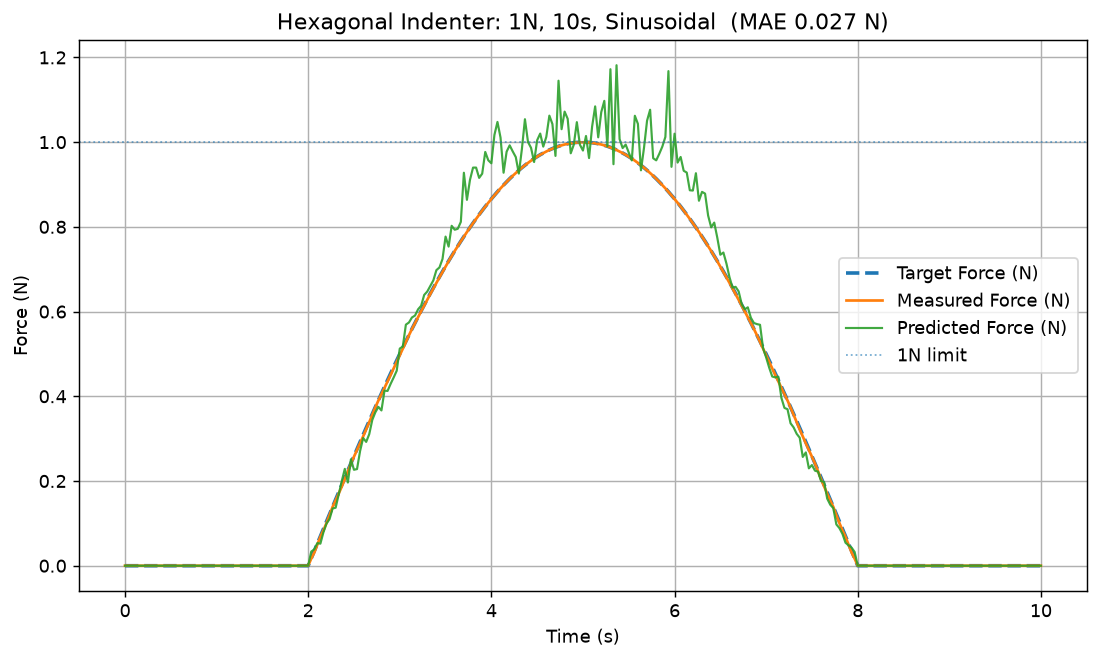 Hexagonal Indenter: 1N, 10s, Sinusoidal  (MAE 0.027 N)
1.2
1.0
0.8
0.6
0.4
0.2
0.0
Force (N)
Target Force (N)
Measured Force (N)
Predicted Force (N)
1N limit
0 2 4 6 8 10
Time (s)